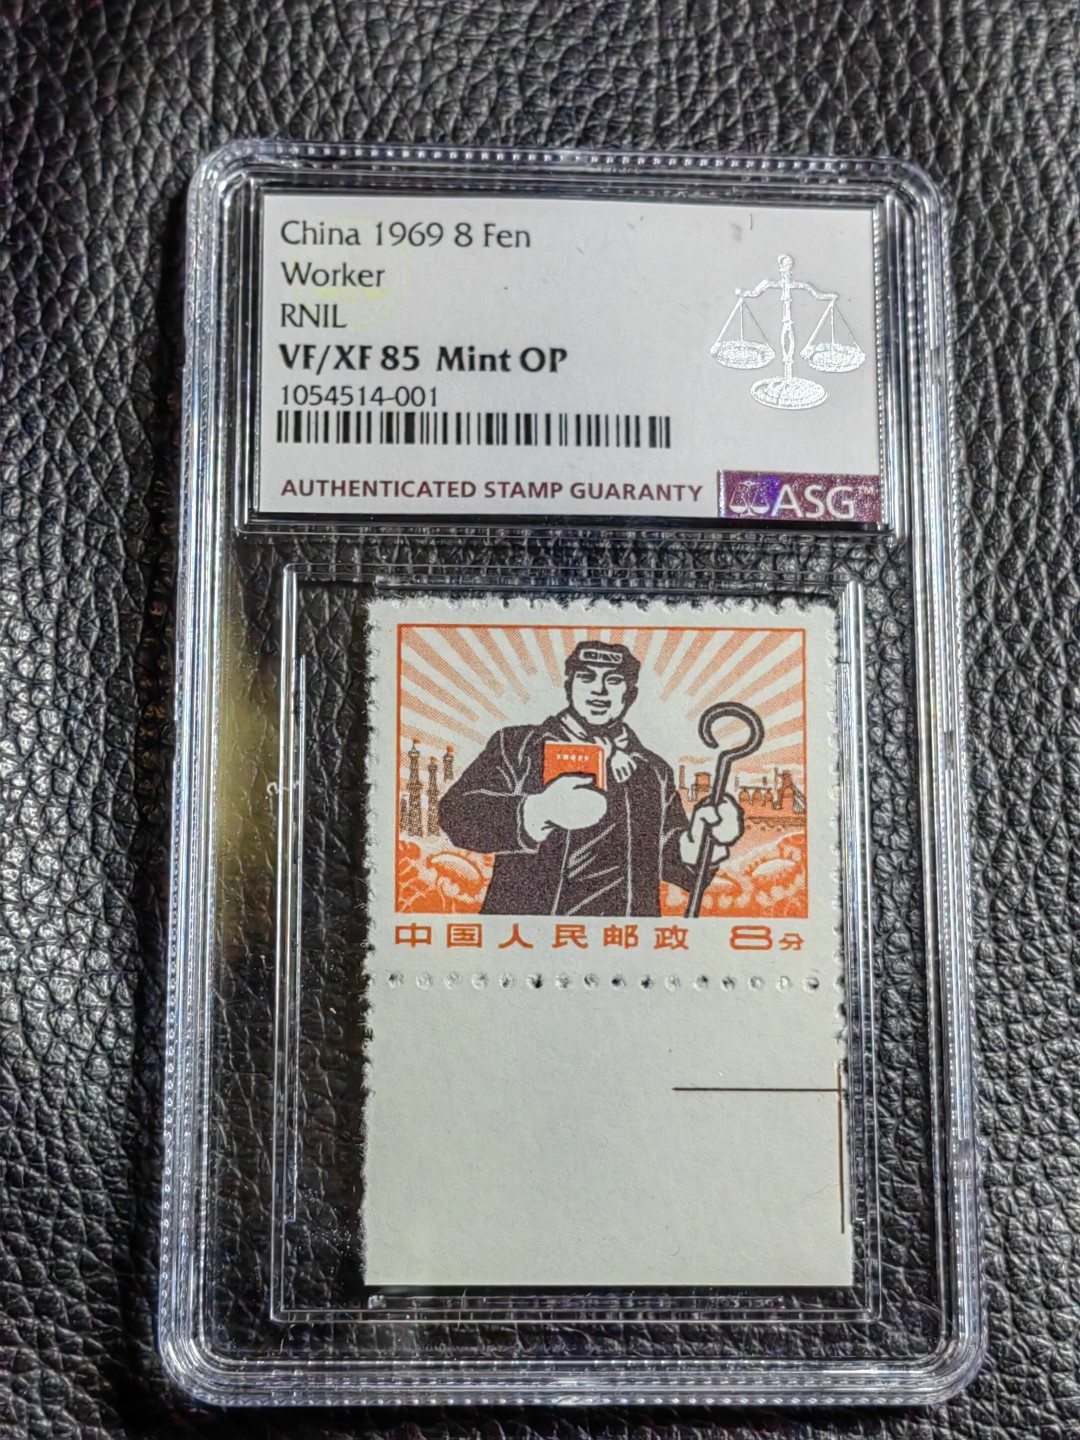 China 1969 8 Fen
Worker
RNIL
VF/XF 85 Mint OP
1054514-001
AUTHENTICATED STAMP GUARANTY
ASG
中国人民邮政 8分